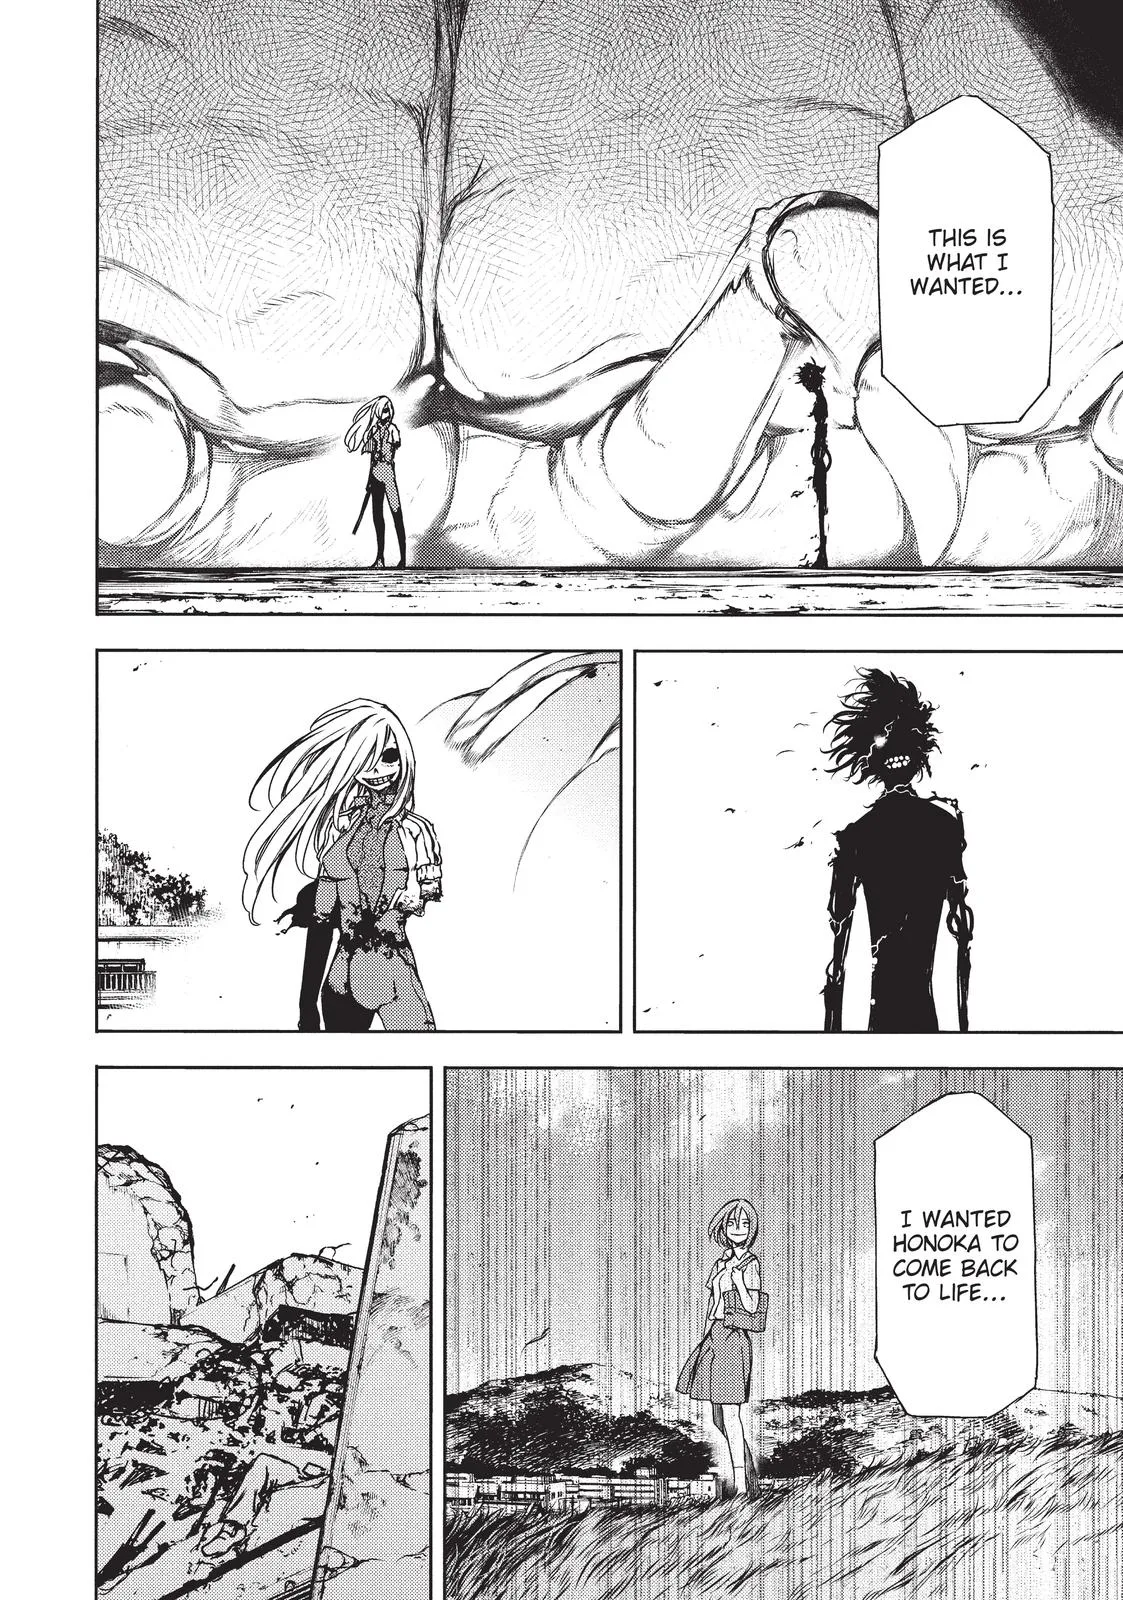 THIS IS
WHAT I
WANTED...
I WANTED
HONOKA TO
COME BACK
TO LIFE...